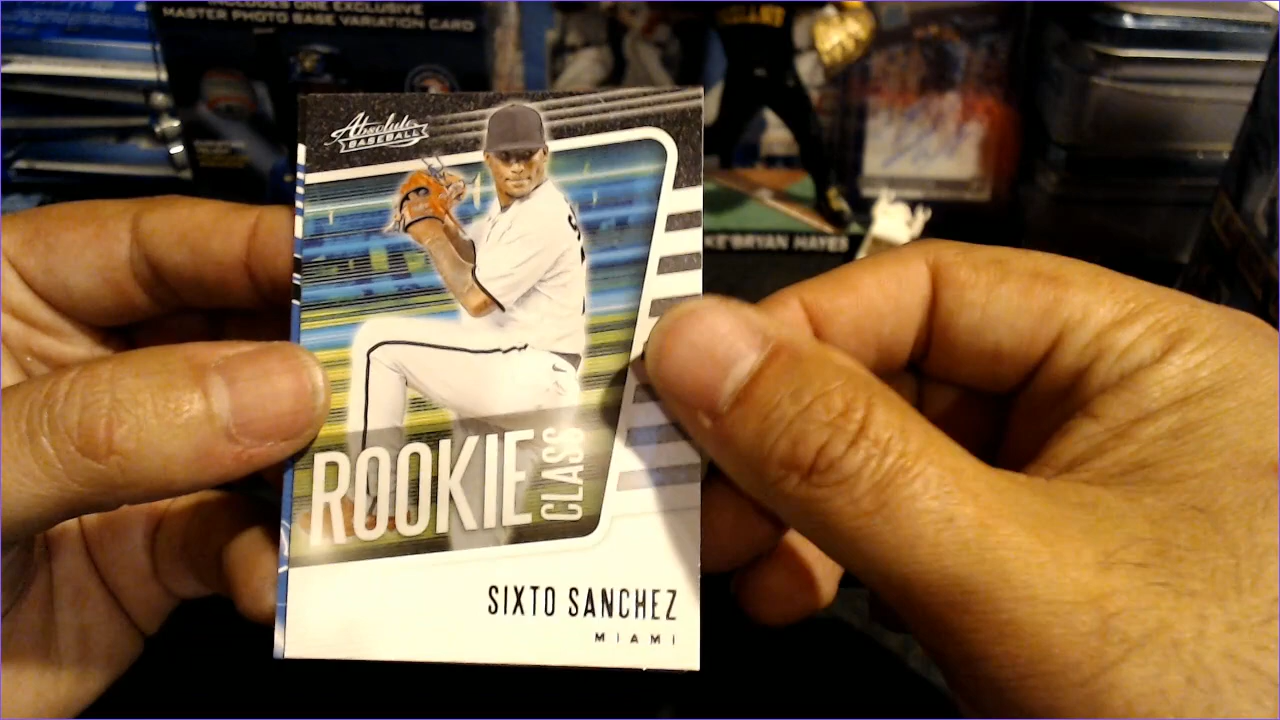 INCLUDES ONE EXCLUSIVE
MASTER PHOTO BASE VARIATION CARD
Absolute
BASEBALL
ROOKIE
CLASS
SIXTO SANCHEZ
MIAMI
KE'BRYAN HAYES